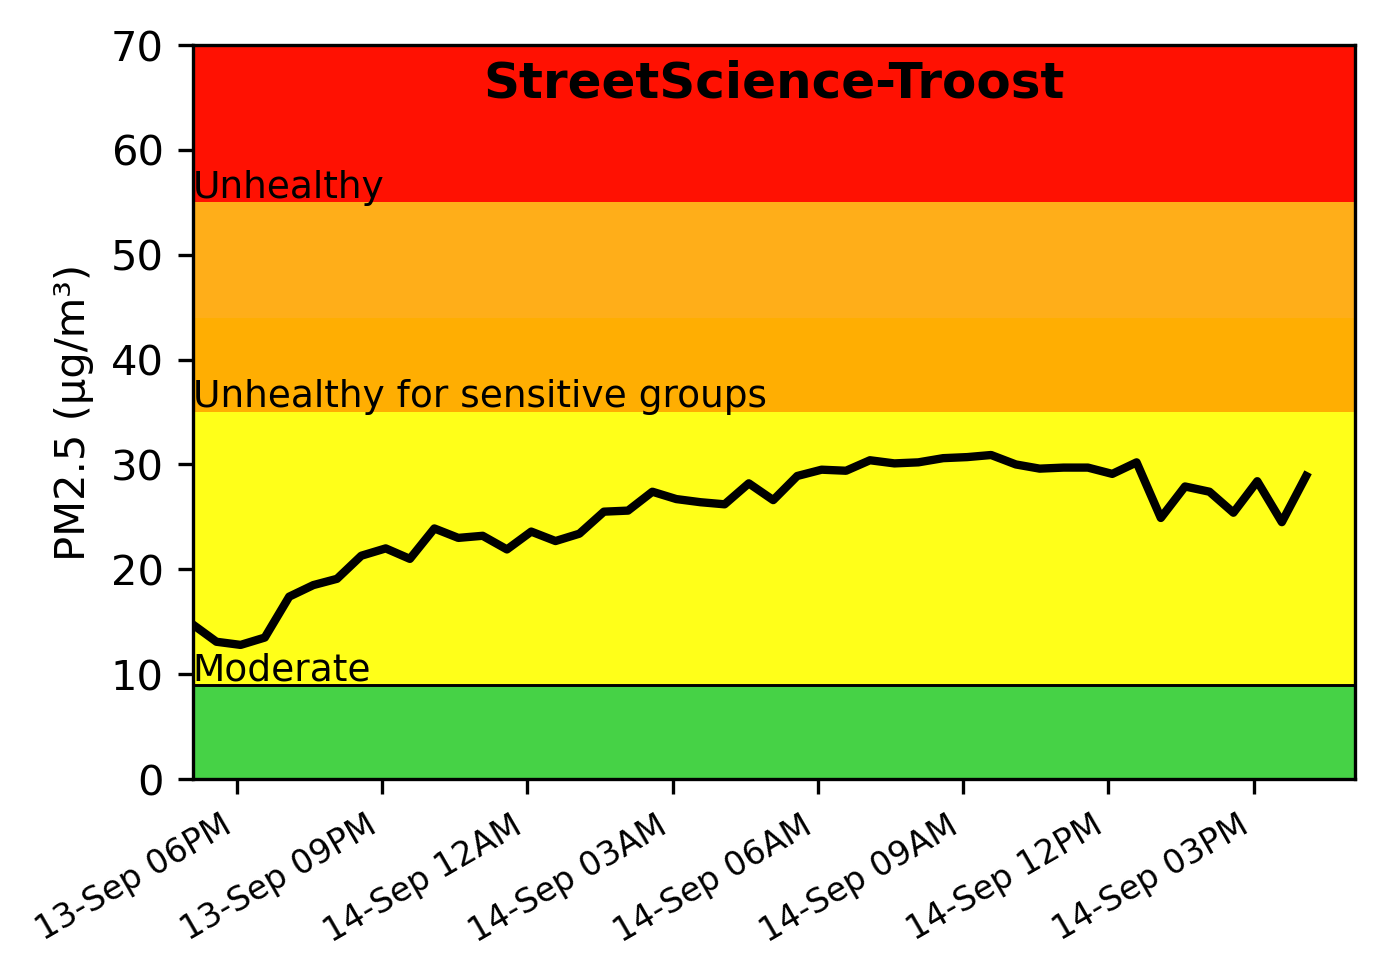 StreetScience-Troost
70
60
Unhealthy
50
40
Unhealthy for sensitive groups
30
20
10
Moderate
0
PM2.5 (µg/m³)
13-Sep 06PM
13-Sep 09PM
14-Sep 12AM
14-Sep 03AM
14-Sep 06AM
14-Sep 09AM
14-Sep 12PM
14-Sep 03PM